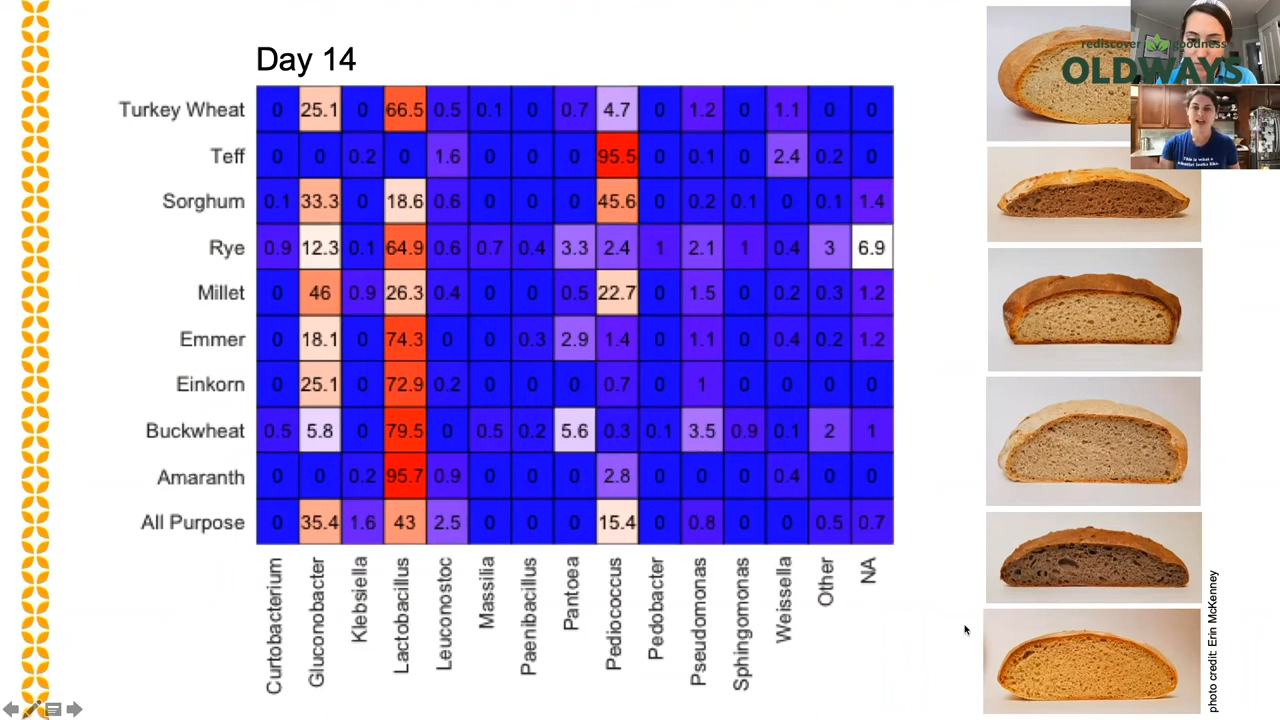 Day 14
Turkey Wheat 0 25.1 0 66.5 0.5 0.1 0 0.7 4.7 0 1.2 0 1.1 0 0
Teff 0 0 0.2 0 1.6 0 0 0 95.5 0 0.1 0 2.4 0.2 0
Sorghum 0.1 33.3 0 18.6 0.6 0 0 0 45.6 0 0.2 0.1 0 0.1 1.4
Rye 0.9 12.3 0.1 64.9 0.6 0.7 0.4 3.3 2.4 1 2.1 1 0.4 3 6.9
Millet 0 46 0.9 26.3 0.4 0 0 0.5 22.7 0 1.5 0 0.2 0.3 1.2
Emmer 0 18.1 0 74.3 0 0 0.3 2.9 1.4 0 1.1 0 0.4 0.2 1.2
Einkorn 0 25.1 0 72.9 0.2 0 0 0 0.7 0 1 0 0 0 0
Buckwheat 0.5 5.8 0 79.5 0 0.5 0.2 5.6 0.3 0.1 3.5 0.9 0.1 2 1
Amaranth 0 0 0.2 95.7 0.9 0 0 0 2.8 0 0 0 0.4 0 0
All Purpose 0 35.4 1.6 43 2.5 0 0 0 15.4 0 0.8 0 0 0.5 0.7
Curtobacterium
Gluconobacter
Klebsiella
Lactobacillus
Leuconostoc
Massilia
Paenibacillus
Pantoea
Pediococcus
Pedobacter
Pseudomonas
Sphingomonas
Weissella
Other
NA
rediscover goodness
OLDWAYS
This is what a
scientist looks like.
photo credit: Erin McKenney